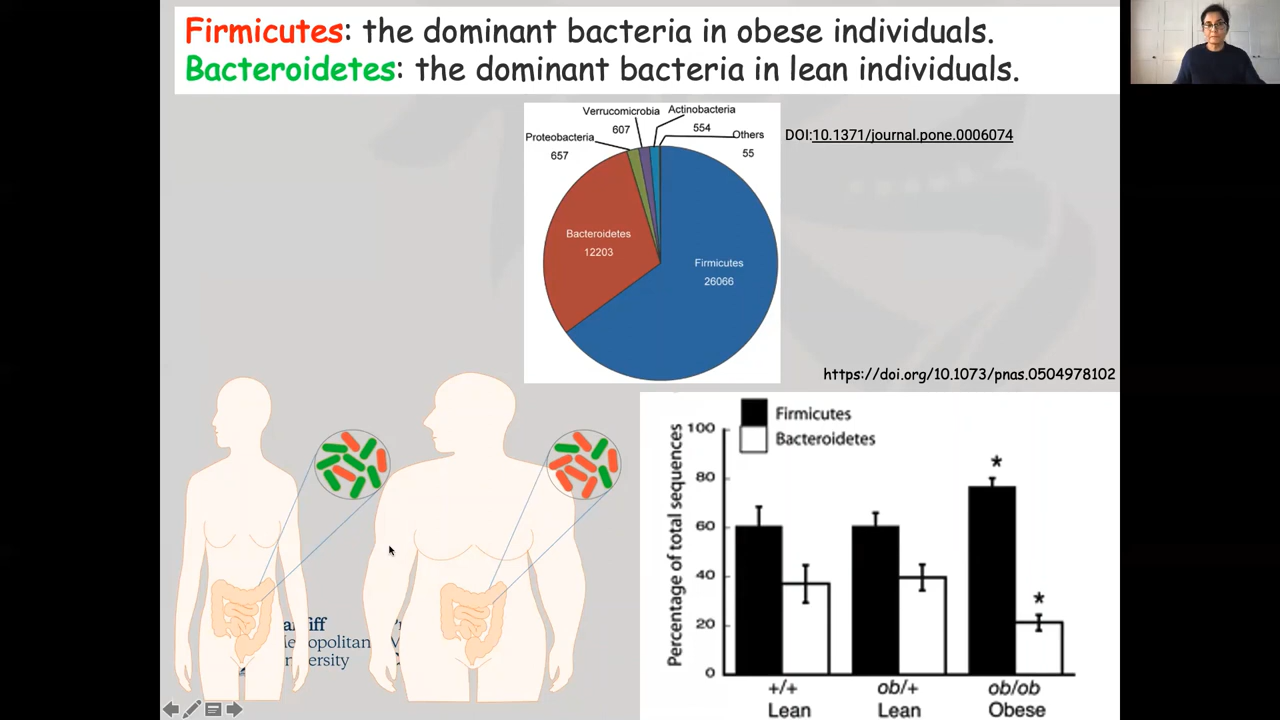 Firmicutes: the dominant bacteria in obese individuals.
Bacteroidetes: the dominant bacteria in lean individuals.
Verrucomicrobia
607
Actinobacteria
554
Proteobacteria
657
Others
55
DOI:10.1371/journal.pone.0006074
Bacteroidetes
12203
Firmicutes
26066
https://doi.org/10.1073/pnas.0504978102
Firmicutes
Bacteroidetes
Percentage of total sequences
100
80
60
40
20
0
*
*
+/+
Lean
ob/+
Lean
ob/ob
Obese